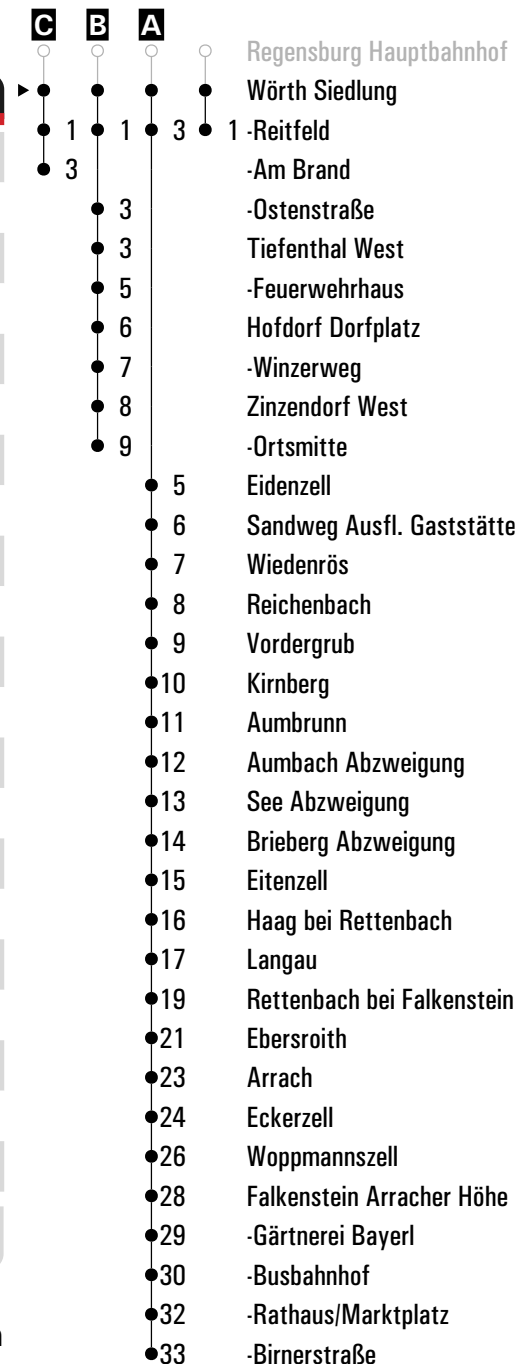 C B A
Regensburg Hauptbahnhof
Wörth Siedlung
1 1 3 1 -Reitfeld
3 -Am Brand
3 -Ostenstraße
3 Tiefenthal West
5 -Feuerwehrhaus
6 Hofdorf Dorfplatz
7 -Winzerweg
8 Zinzendorf West
9 -Ortsmitte
5 Eidenzell
6 Sandweg Ausfl. Gaststätte
7 Wiedenrös
8 Reichenbach
9 Vordergrub
10 Kirnberg
11 Aumbrunn
12 Aumbach Abzweigung
13 See Abzweigung
14 Brieberg Abzweigung
15 Eitenzell
16 Haag bei Rettenbach
17 Langau
19 Rettenbach bei Falkenstein
21 Ebersroith
23 Arrach
24 Eckerzell
26 Woppmannszell
28 Falkenstein Arracher Höhe
29 -Gärtnerei Bayerl
30 -Busbahnhof
32 -Rathaus/Marktplatz
33 -Birnerstraße